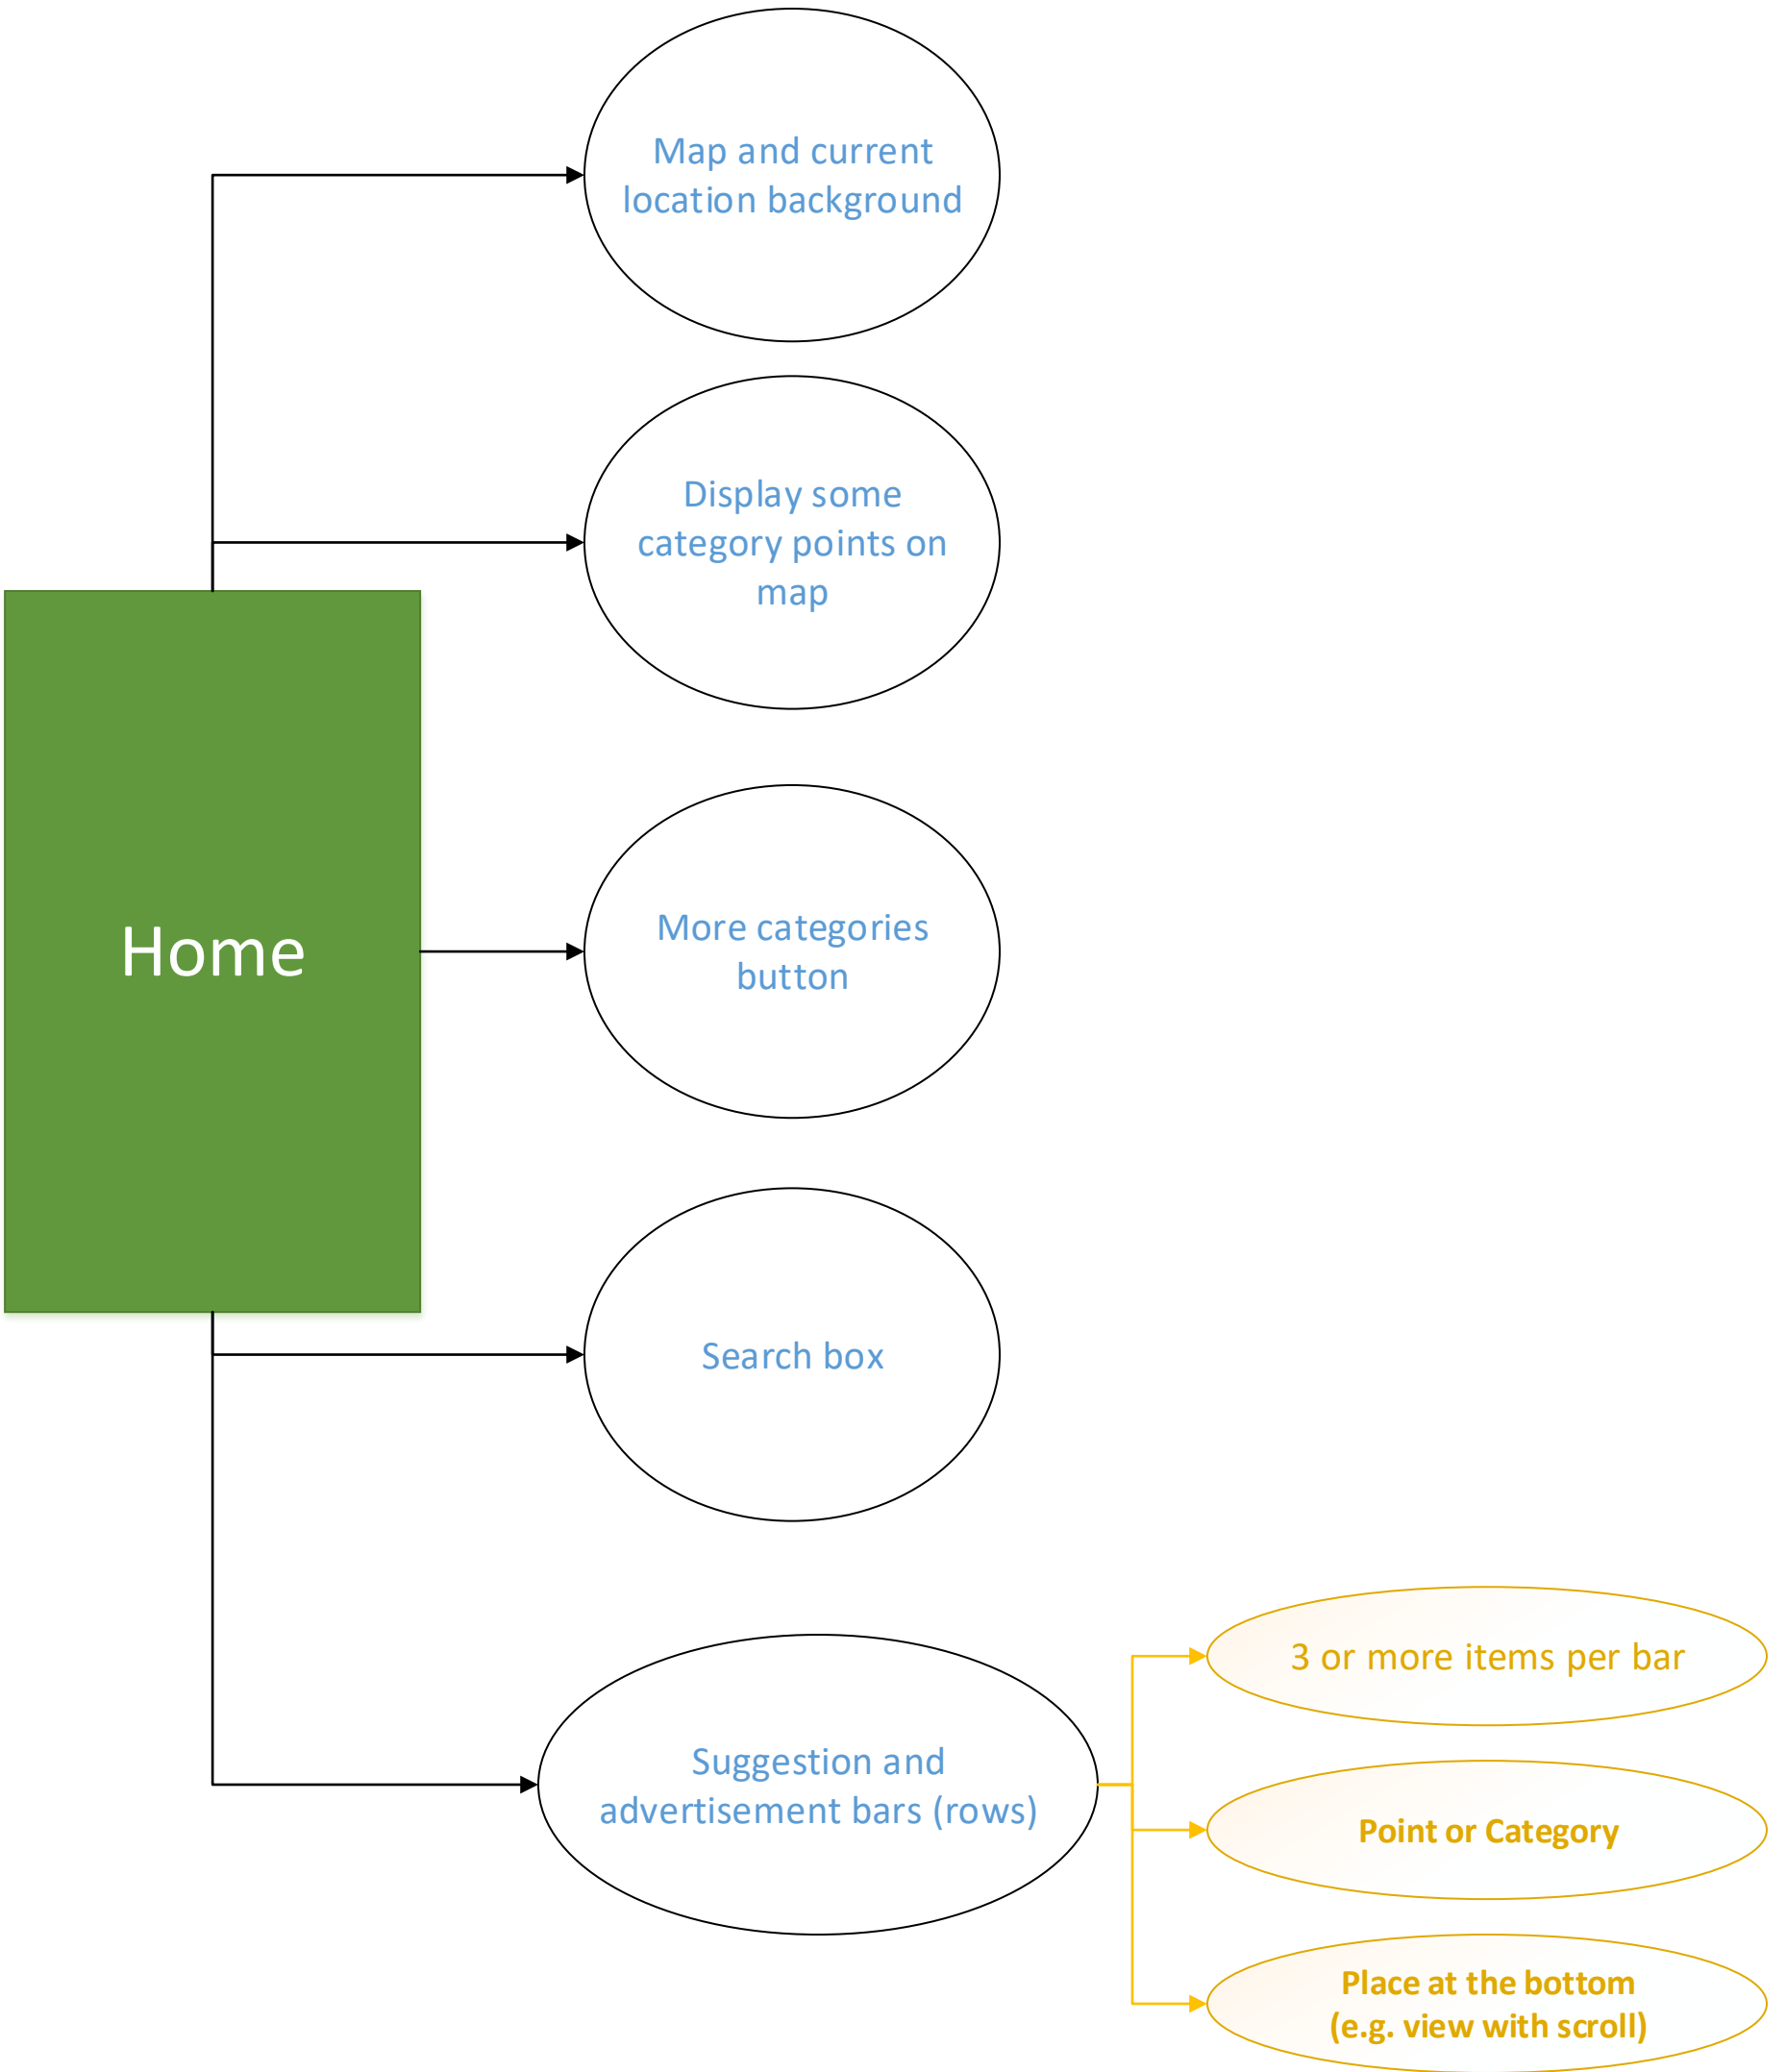 Map and current
location background
Display some
category points on
map
Home
More categories
button
Search box
Suggestion and
advertisement bars (rows)
3 or more items per bar
Point or Category
Place at the bottom
(e.g. view with scroll)